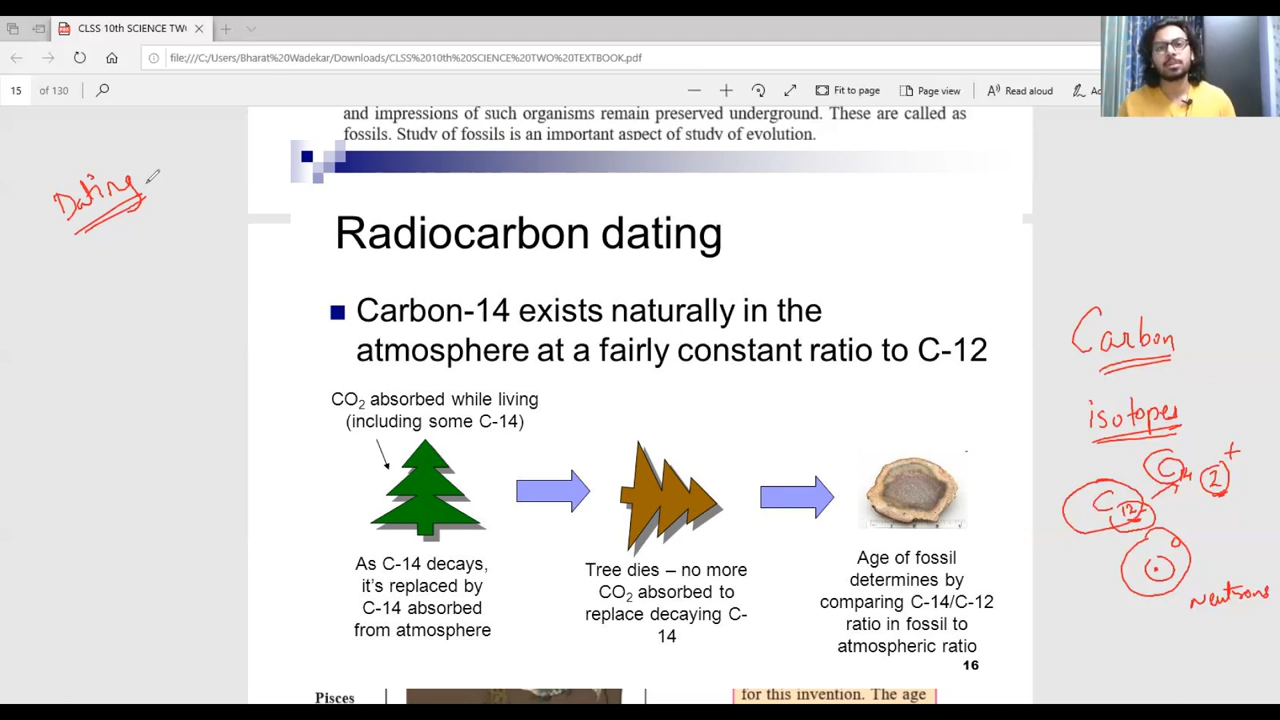 CLSS 10th SCIENCE TWO
file:///C:/Users/Bharat%20Wadekar/Downloads/CLSS%2010th%20SCIENCE%20TWO%20TEXTBOOK.pdf
15 of 130
Fit to page
Page view
Read aloud
and impressions of such organisms remain preserved underground. These are called as
fossils. Study of fossils is an important aspect of study of evolution.
Dating
Radiocarbon dating
Carbon-14 exists naturally in the
atmosphere at a fairly constant ratio to C-12
CO2 absorbed while living
(including some C-14)
As C-14 decays,
it's replaced by
C-14 absorbed
from atmosphere
Tree dies – no more
CO2 absorbed to
replace decaying C-
14
Age of fossil
determines by
comparing C-14/C-12
ratio in fossil to
atmospheric ratio
16
Carbon
isotopes
C14
2+
C12
Neutrons
Pisces
for this invention. The age